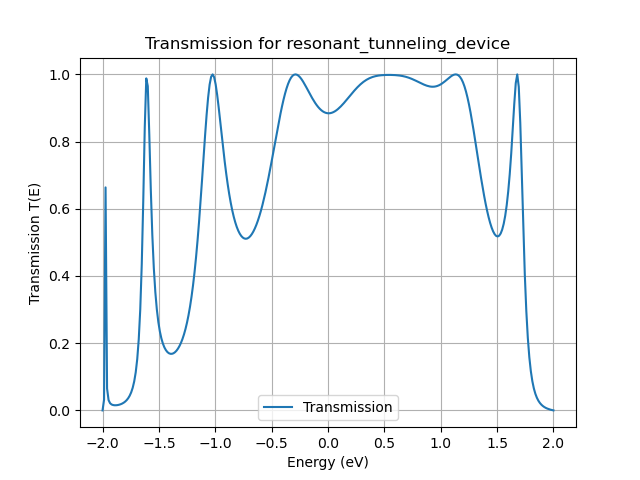 Transmission for resonant_tunneling_device
Transmission T(E)
1.0
0.8
0.6
0.4
0.2
0.0
Transmission
−2.0 −1.5 −1.0 −0.5 0.0 0.5 1.0 1.5 2.0
Energy (eV)